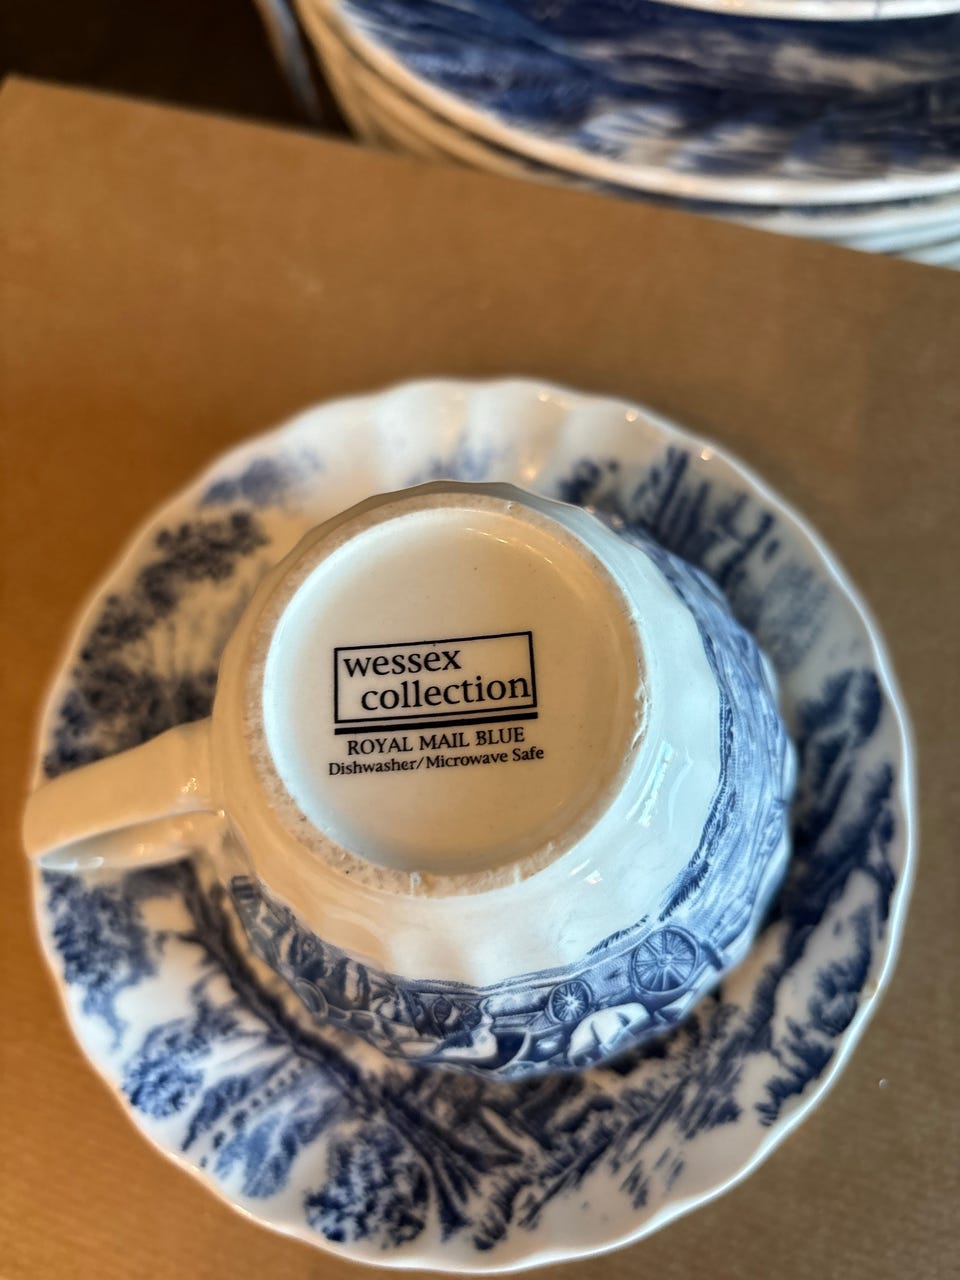 wessex
collection
ROYAL MAIL BLUE
Dishwasher/Microwave Safe